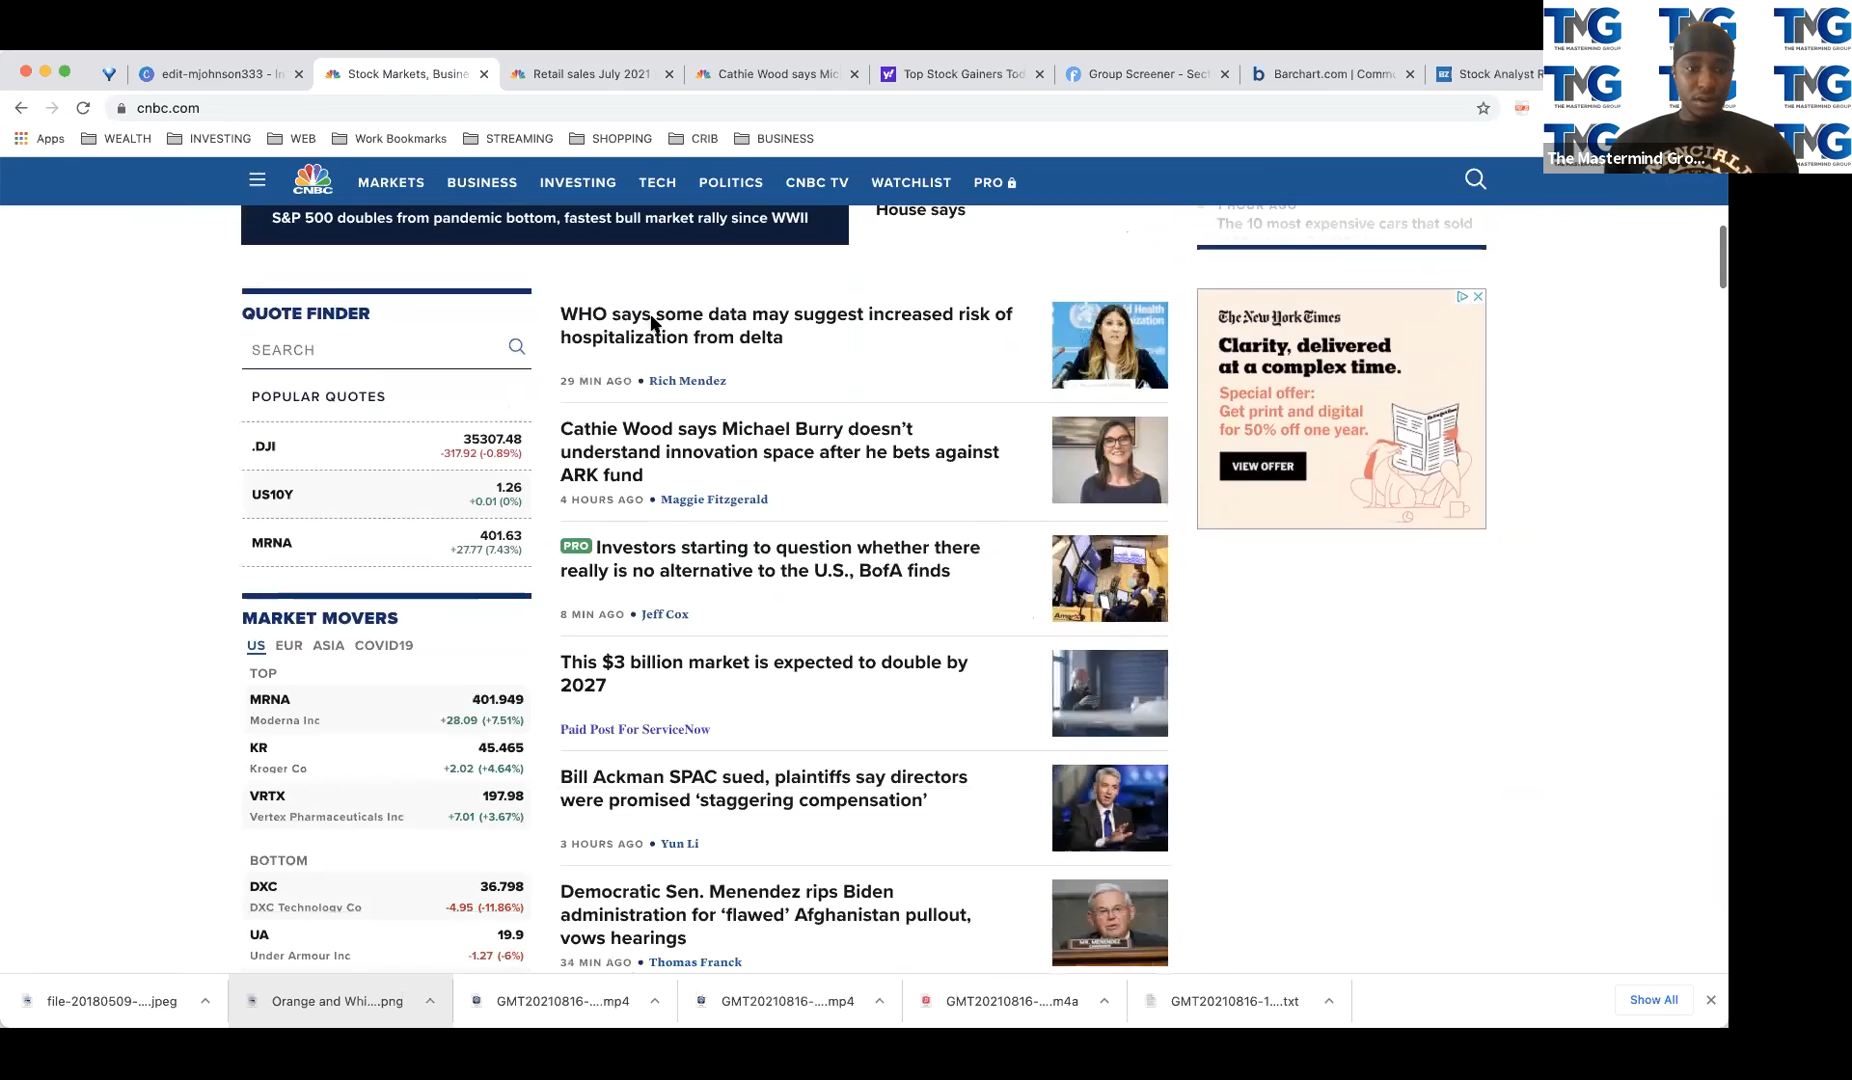 TMG
THE MASTERMIND GROUP
The Mastermind Gro...
edit-mjohnson333 - In
Stock Markets, Busine
Retail sales July 2021
Cathie Wood says Mic
Top Stock Gainers Tod
Group Screener - Sect
Barchart.com | Commo
Stock Analyst R
cnbc.com
Apps
WEALTH
INVESTING
WEB
Work Bookmarks
STREAMING
SHOPPING
CRIB
BUSINESS
CNBC
MARKETS
BUSINESS
INVESTING
TECH
POLITICS
CNBC TV
WATCHLIST
PRO
S&P 500 doubles from pandemic bottom, fastest bull market rally since WWII
House says
1 HOUR AGO
The 10 most expensive cars that sold
QUOTE FINDER
SEARCH
POPULAR QUOTES
.DJI 35307.48
-317.92 (-0.89%)
US10Y 1.26
+0.01 (0%)
MRNA 401.63
+27.77 (7.43%)
MARKET MOVERS
US EUR ASIA COVID19
TOP
MRNA 401.949
Moderna Inc +28.09 (+7.51%)
KR 45.465
Kroger Co +2.02 (+4.64%)
VRTX 197.98
Vertex Pharmaceuticals Inc +7.01 (+3.67%)
BOTTOM
DXC 36.798
DXC Technology Co -4.95 (-11.86%)
UA 19.9
Under Armour Inc -1.27 (-6%)
WHO says some data may suggest increased risk of
hospitalization from delta
29 MIN AGO • Rich Mendez
Cathie Wood says Michael Burry doesn't
understand innovation space after he bets against
ARK fund
4 HOURS AGO • Maggie Fitzgerald
PRO Investors starting to question whether there
really is no alternative to the U.S., BofA finds
8 MIN AGO • Jeff Cox
This $3 billion market is expected to double by
2027
Paid Post For ServiceNow
Bill Ackman SPAC sued, plaintiffs say directors
were promised ‘staggering compensation’
3 HOURS AGO • Yun Li
Democratic Sen. Menendez rips Biden
administration for ‘flawed’ Afghanistan pullout,
vows hearings
34 MIN AGO • Thomas Franck
MR. MENENDEZ
The New York Times
Clarity, delivered
at a complex time.
Special offer:
Get print and digital
for 50% off one year.
VIEW OFFER
file-20180509-....jpeg
Orange and Whi....png
GMT20210816-....mp4
GMT20210816-....mp4
GMT20210816-....m4a
GMT20210816-1....txt
Show All